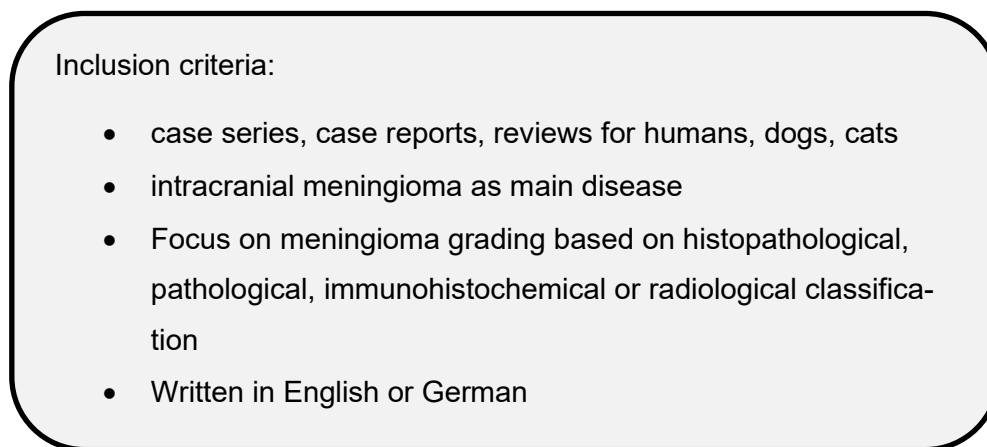 Inclusion criteria:
• case series, case reports, reviews for humans, dogs, cats
• intracranial meningioma as main disease
• Focus on meningioma grading based on histopathological,
pathological, immunohistochemical or radiological classifica-
tion
• Written in English or German